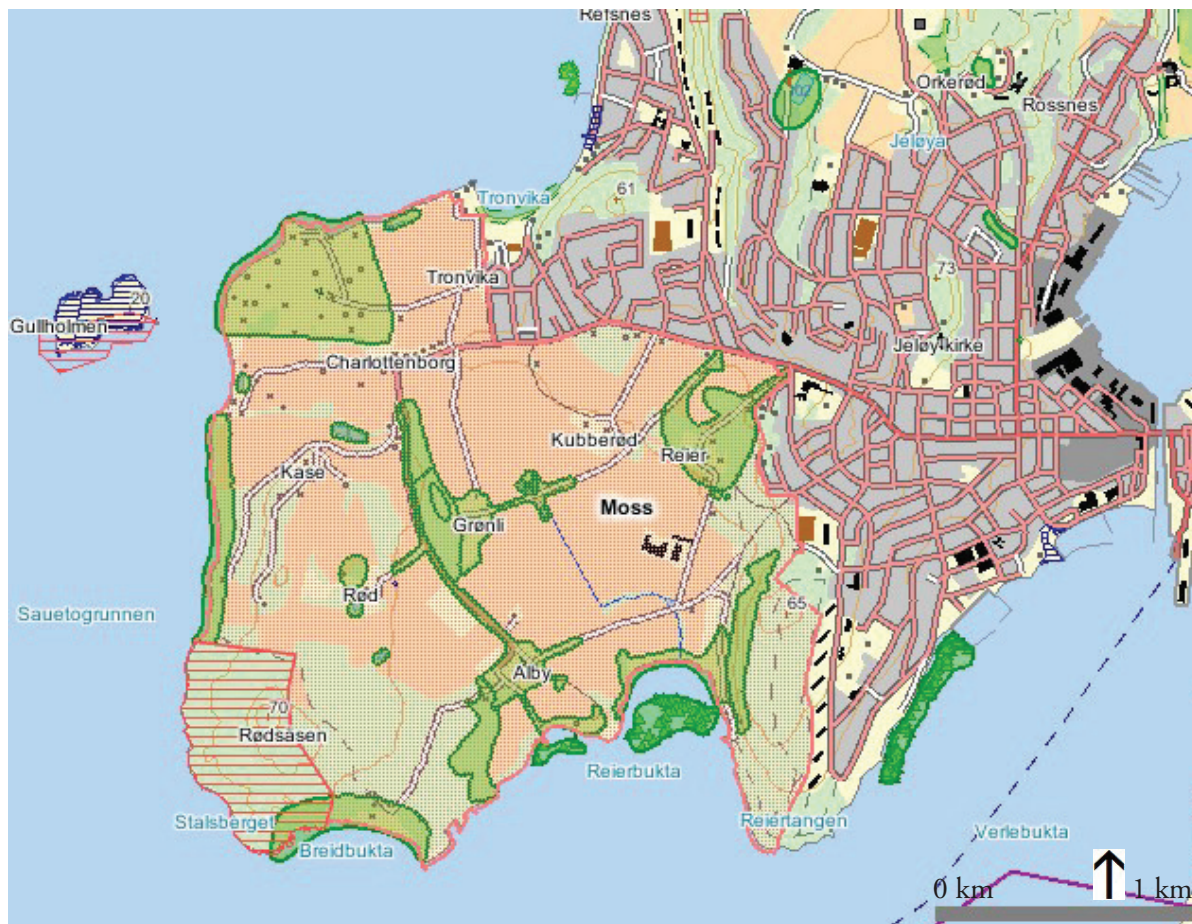 Refsnes
102
Orkerød
Rossnes
Jeløya
61
Tronvika
73
Tronvika
20
Gullholmen
Charlottenborg
Jeløy kirke
Kubberød
Reier
Kase
Moss
Grønli
Rød
65
Sauetogrunnen
Alby
70
Rødsåsen
Reierbukta
Stalsberget
Reiertangen
Breidbukta
Verlebukta
0 km
1 km